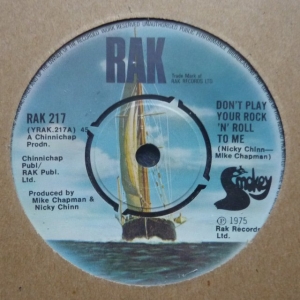 RAK
Trade Mark of
RAK RECORDS LTD
RAK 217
(YRAK.217A) 45
A Chinnichap
Prodn.
Chinnichap
Publ/
RAK Publ.
Ltd.
Produced by
Mike Chapman &
Nicky Chinn
DON'T PLAY
YOUR ROCK
'N' ROLL
TO ME
(Nicky Chinn—
Mike Chapman)
Smokey
Ⓟ 1975
Rak Records
Ltd.